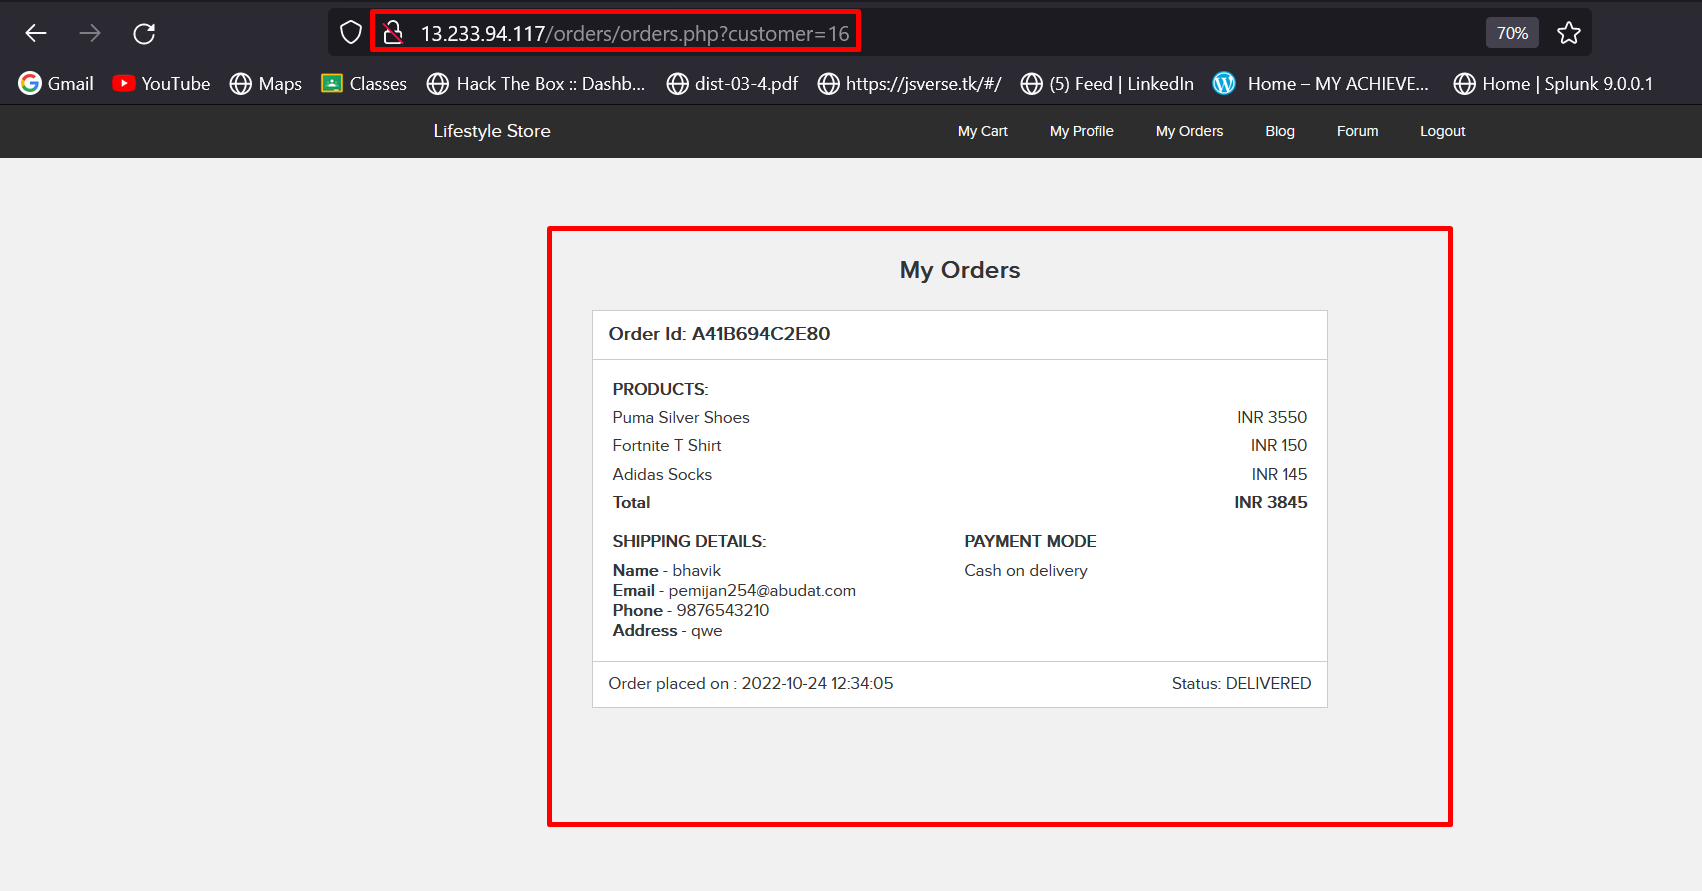 13.233.94.117/orders/orders.php?customer=16
70%
Gmail YouTube Maps Classes Hack The Box :: Dashb... dist-03-4.pdf https://jsverse.tk/#/ (5) Feed | LinkedIn Home – MY ACHIEVE... Home | Splunk 9.0.0.1
Lifestyle Store My Cart My Profile My Orders Blog Forum Logout
My Orders
Order Id: A41B694C2E80
PRODUCTS:
Puma Silver Shoes INR 3550
Fortnite T Shirt INR 150
Adidas Socks INR 145
Total INR 3845
SHIPPING DETAILS:
Name - bhavik
Email - pemijan254@abudat.com
Phone - 9876543210
Address - qwe
PAYMENT MODE
Cash on delivery
Order placed on : 2022-10-24 12:34:05 Status: DELIVERED